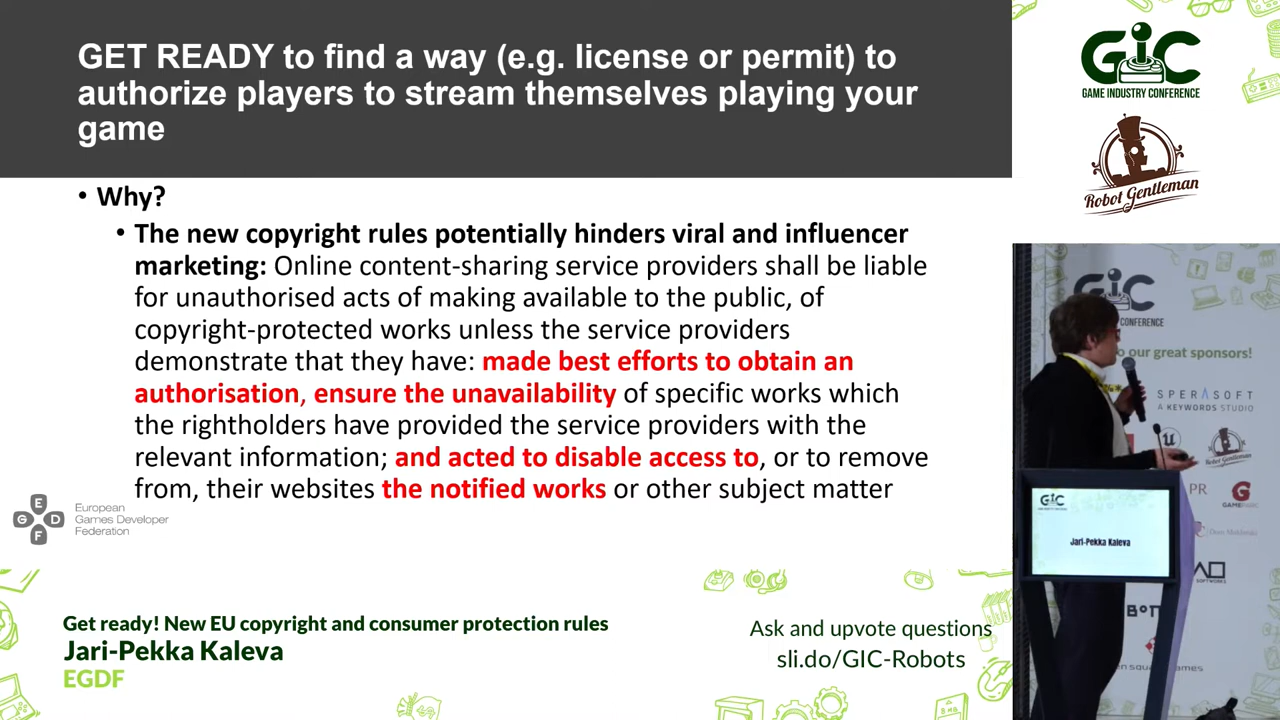 GET READY to find a way (e.g. license or permit) to
authorize players to stream themselves playing your
game
• Why?
• The new copyright rules potentially hinders viral and influencer
marketing: Online content-sharing service providers shall be liable
for unauthorised acts of making available to the public, of
copyright-protected works unless the service providers
demonstrate that they have: made best efforts to obtain an
authorisation, ensure the unavailability of specific works which
the rightholders have provided the service providers with the
relevant information; and acted to disable access to, or to remove
from, their websites the notified works or other subject matter
EGDF
European
Games Developer
Federation
Get ready! New EU copyright and consumer protection rules
Jari-Pekka Kaleva
EGDF
Ask and upvote questions
sli.do/GIC-Robots
GIC
GAME INDUSTRY CONFERENCE
Robot Gentleman
GIC
CONFERENCE
o our great sponsors!
SPERASOFT
A KEYWORDS STUDIO
Robot Gentleman
PR
GIC
Jari-Pekka Kaleva